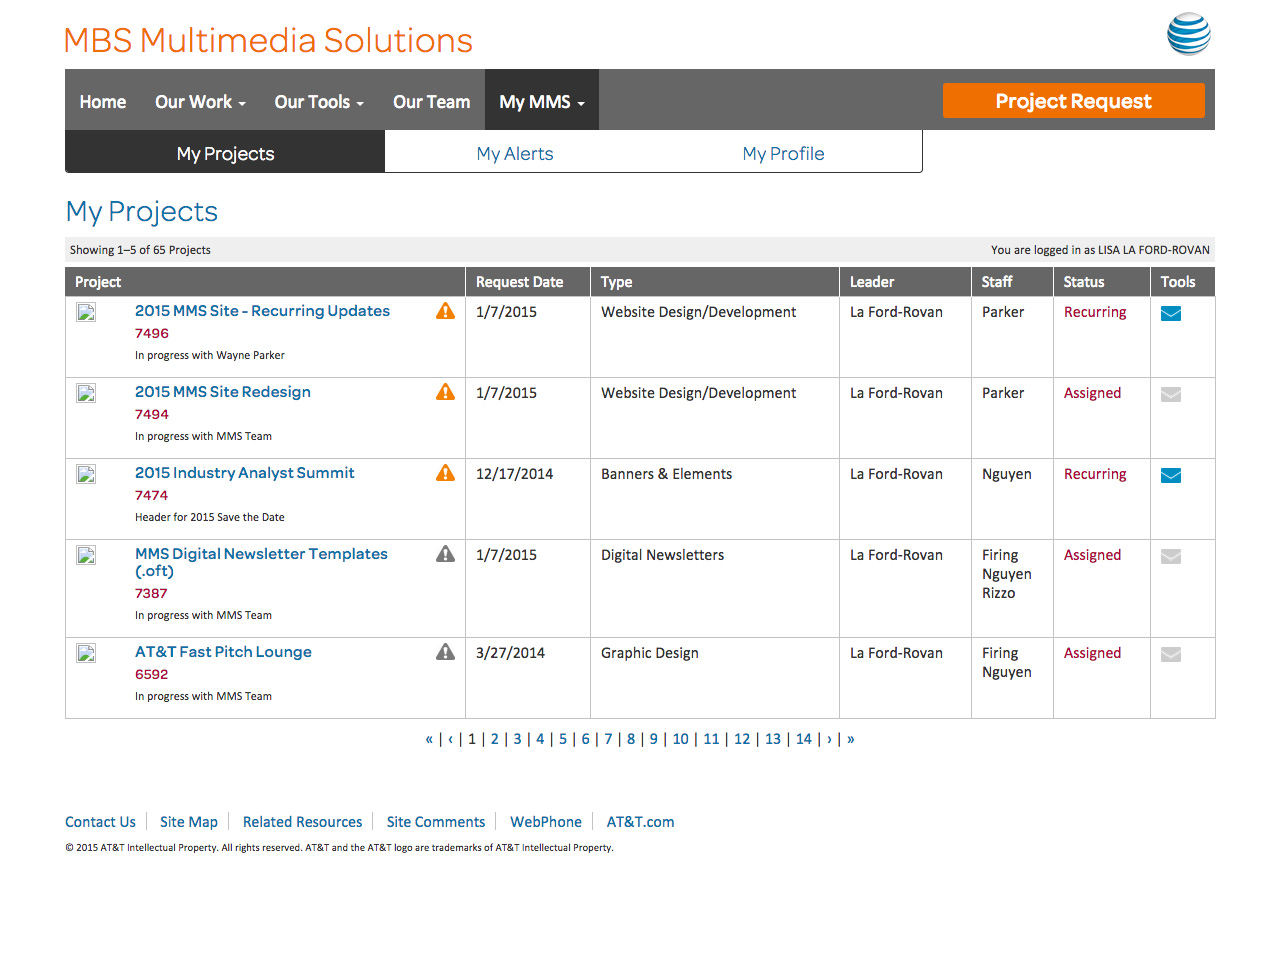 MBS Multimedia Solutions
Home Our Work Our Tools Our Team My MMS Project Request
My Projects My Alerts My Profile
My Projects
Showing 1–5 of 65 Projects You are logged in as LISA LA FORD-ROVAN
Project Request Date Type Leader Staff Status Tools
2015 MMS Site - Recurring Updates 1/7/2015 Website Design/Development La Ford-Rovan Parker Recurring
7496
In progress with Wayne Parker
2015 MMS Site Redesign 1/7/2015 Website Design/Development La Ford-Rovan Parker Assigned
7494
In progress with MMS Team
2015 Industry Analyst Summit 12/17/2014 Banners & Elements La Ford-Rovan Nguyen Recurring
7474
Header for 2015 Save the Date
MMS Digital Newsletter Templates 1/7/2015 Digital Newsletters La Ford-Rovan Firing Assigned
(.oft) Nguyen
7387 Rizzo
In progress with MMS Team
AT&T Fast Pitch Lounge 3/27/2014 Graphic Design La Ford-Rovan Firing Assigned
6592 Nguyen
In progress with MMS Team
« | ‹ | 1 | 2 | 3 | 4 | 5 | 6 | 7 | 8 | 9 | 10 | 11 | 12 | 13 | 14 | › | »
Contact Us Site Map Related Resources Site Comments WebPhone AT&T.com
© 2015 AT&T Intellectual Property. All rights reserved. AT&T and the AT&T logo are trademarks of AT&T Intellectual Property.